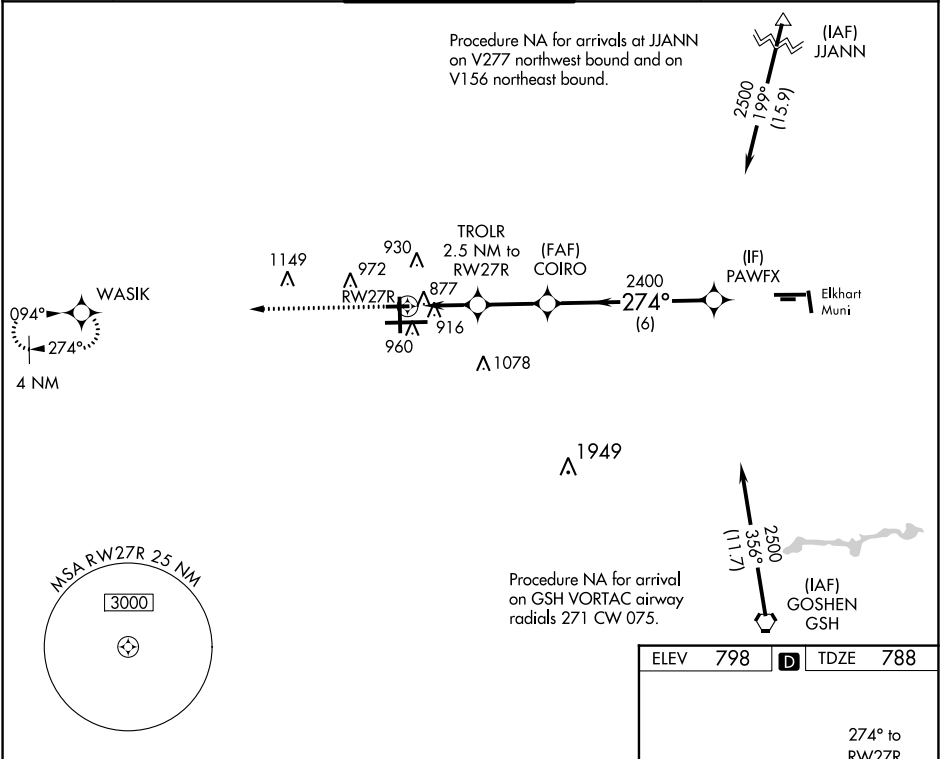 Procedure NA for arrivals at JJANN
on V277 northwest bound and on
V156 northeast bound.
(IAF)
JJANN
2500
199°
(15.9)
TROLR
2.5 NM to
RW27R
(FAF)
COIRO
(IF)
PAWFX
Elkhart
Muni
2400
274°
(6)
1149
972
930
RW27R
877
916
960
1078
WASIK
094°
274°
4 NM
1949
2500
356°
(11.7)
Procedure NA for arrival
on GSH VORTAC airway
radials 271 CW 075.
(IAF)
GOSHEN
GSH
MSA RW27R 25 NM
3000
ELEV 798 D TDZE 788
274° to
RW27R